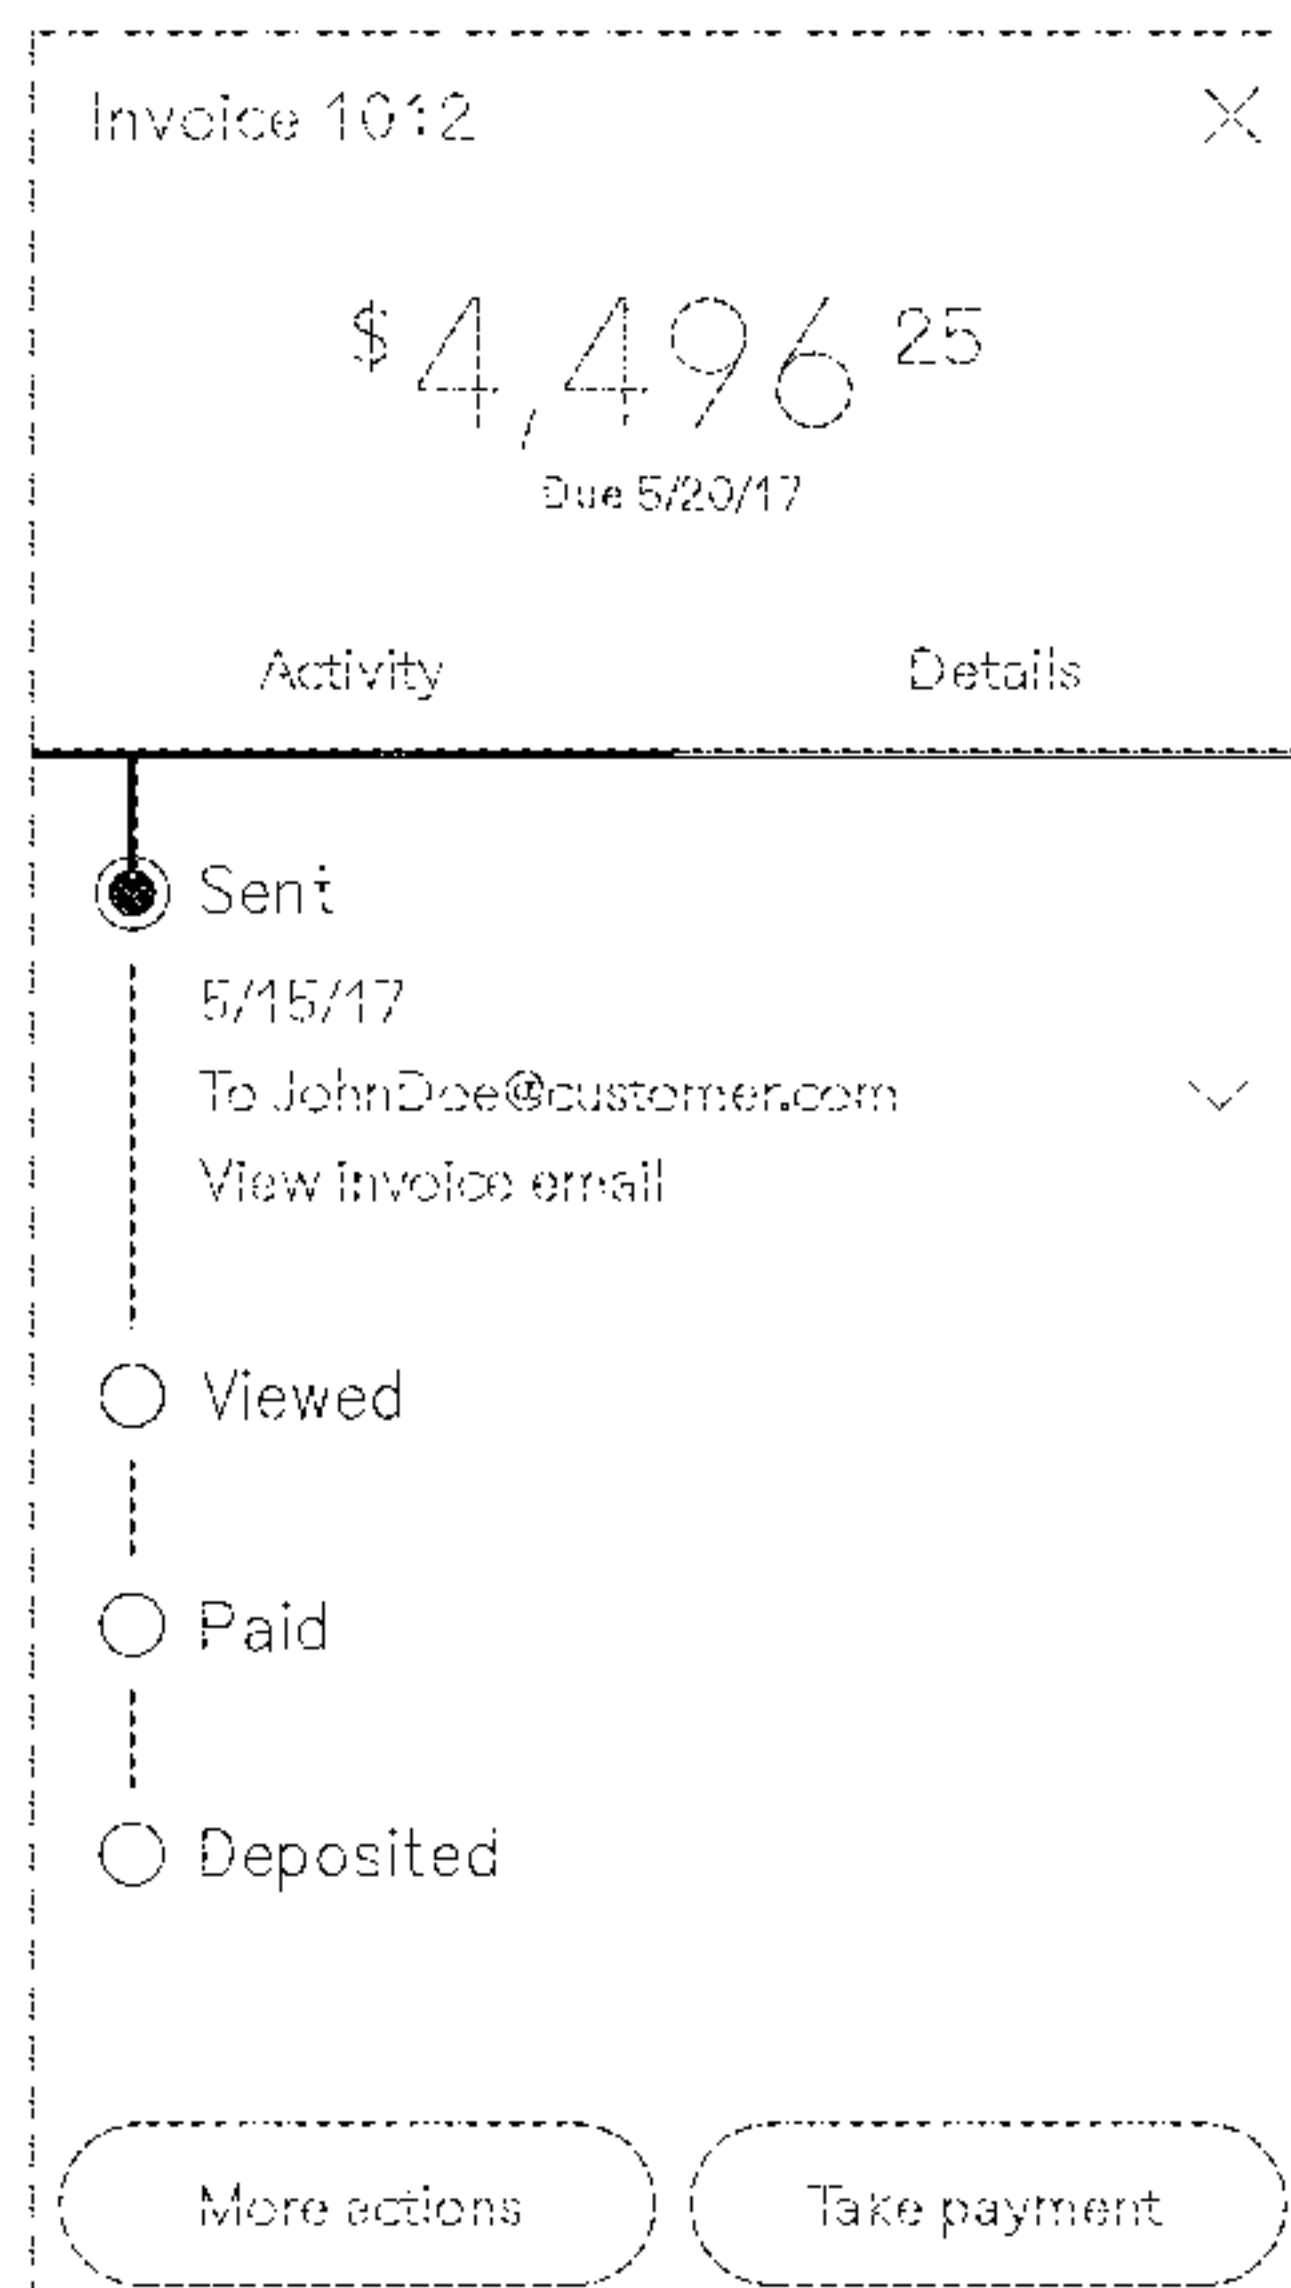 Invoice 1012
$4,496 25
Due 5/20/17
Activity Details
Sent
5/15/17
To JohnDoe@customer.com
View invoice email
Viewed
Paid
Deposited
More actions Take payment